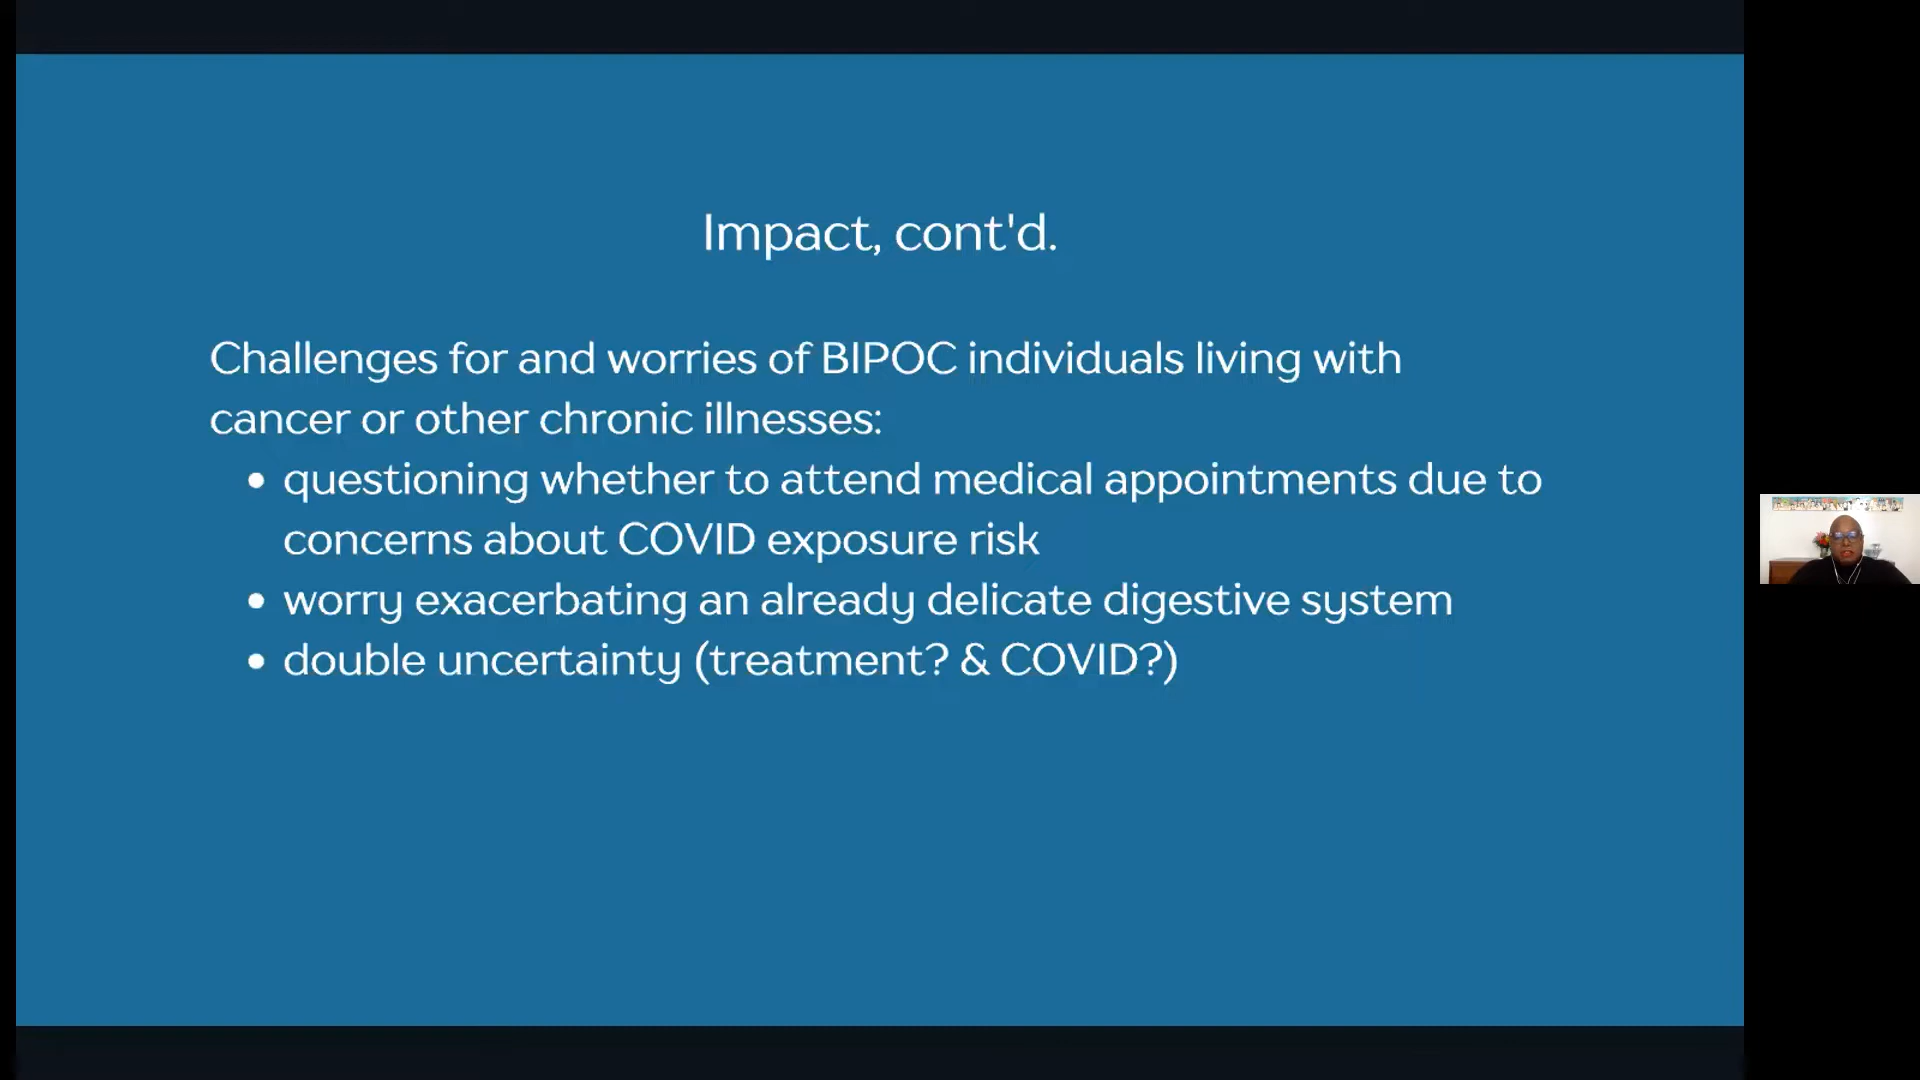 Impact, cont'd.
Challenges for and worries of BIPOC individuals living with
cancer or other chronic illnesses:
• questioning whether to attend medical appointments due to
concerns about COVID exposure risk
• worry exacerbating an already delicate digestive system
• double uncertainty (treatment? & COVID?)